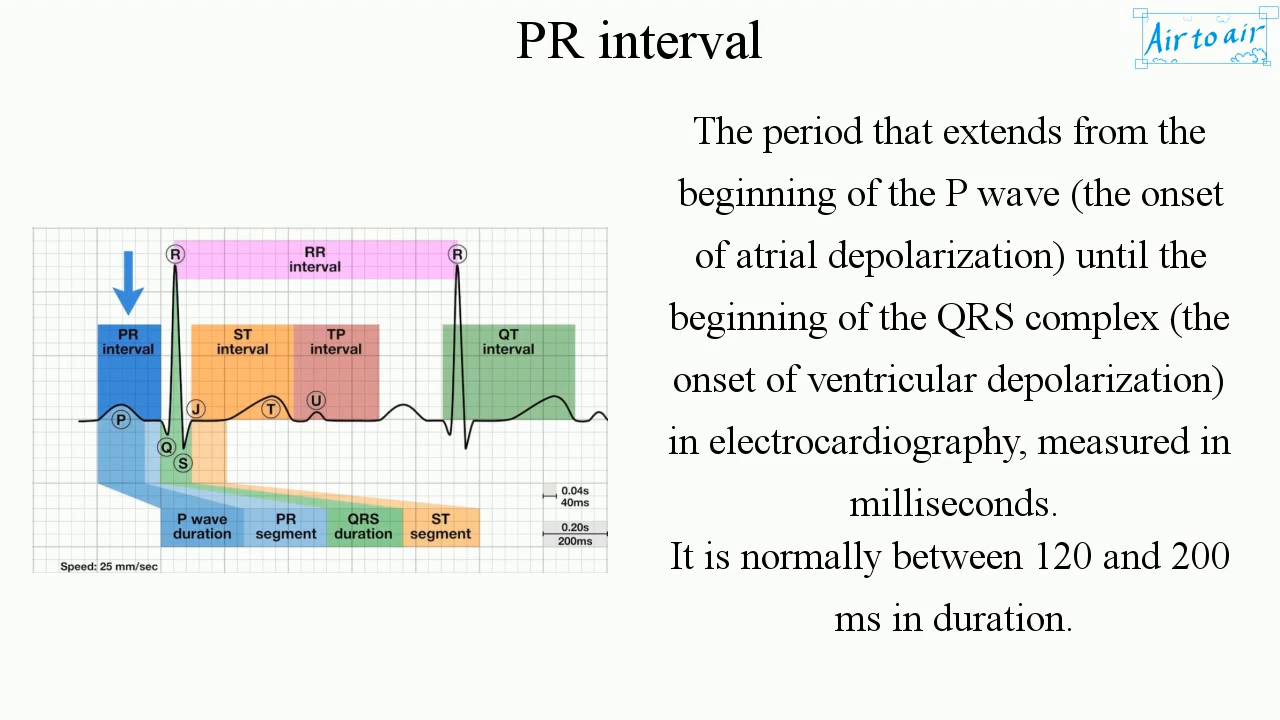 PR interval
Air to air
The period that extends from the
beginning of the P wave (the onset
of atrial depolarization) until the
beginning of the QRS complex (the
onset of ventricular depolarization)
in electrocardiography, measured in
milliseconds.
It is normally between 120 and 200
ms in duration.
R
RR
interval
R
PR
interval
ST
interval
TP
interval
QT
interval
P
J
T
U
Q
S
P wave
duration
PR
segment
QRS
duration
ST
segment
0.04s
40ms
0.20s
200ms
Speed: 25 mm/sec